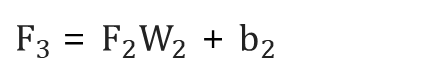 F₃ = F₂W₂ + b₂